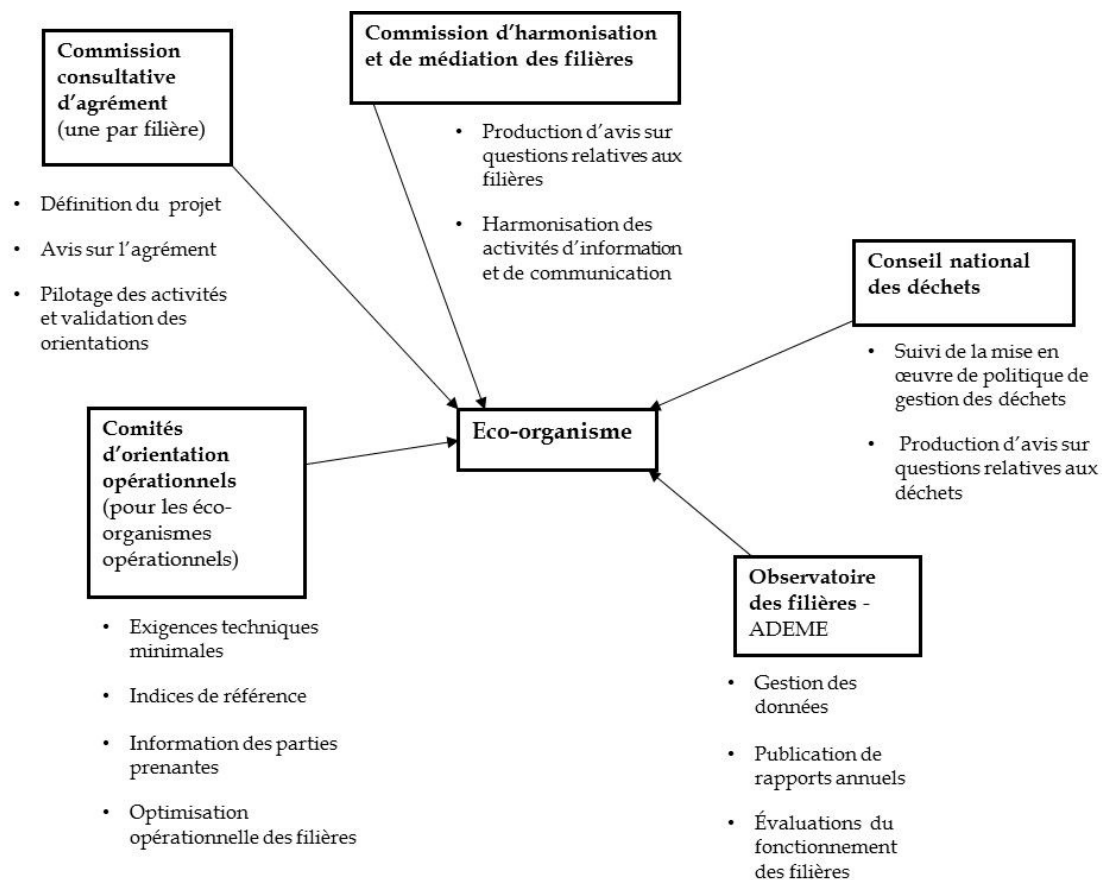 Commission
consultative
d'agrément
(une par filière)
• Définition du projet
• Avis sur l'agrément
• Pilotage des activités
et validation des
orientations
Commission d'harmonisation
et de médiation des filières
• Production d'avis sur
questions relatives aux
filières
• Harmonisation des
activités d'information
et de communication
Conseil national
des déchets
• Suivi de la mise en
œuvre de politique de
gestion des déchets
• Production d'avis sur
questions relatives aux
déchets
Eco-organisme
Comités
d'orientation
opérationnels
(pour les éco-
organismes
opérationnels)
• Exigences techniques
minimales
• Indices de référence
• Information des parties
prenantes
• Optimisation
opérationnelle des filières
Observatoire
des filières -
ADEME
• Gestion des
données
• Publication de
rapports annuels
• Évaluations du
fonctionnement
des filières